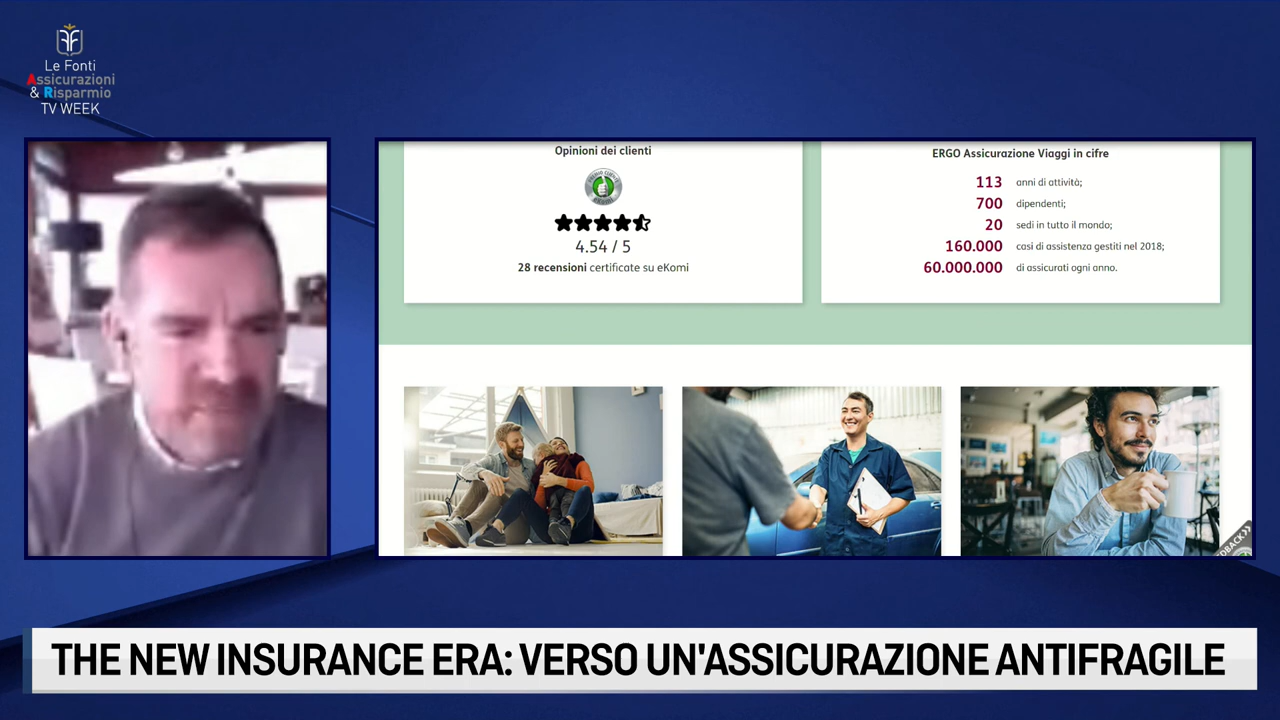 Le Fonti
Assicurazioni
& Risparmio
TV WEEK
Opinioni dei clienti
4.54 / 5
28 recensioni certificate su eKomi
ERGO Assicurazione Viaggi in cifre
113 anni di attività;
700 dipendenti;
20 sedi in tutto il mondo;
160.000 casi di assistenza gestiti nel 2018;
60.000.000 di assicurati ogni anno.
THE NEW INSURANCE ERA: VERSO UN'ASSICURAZIONE ANTIFRAGILE